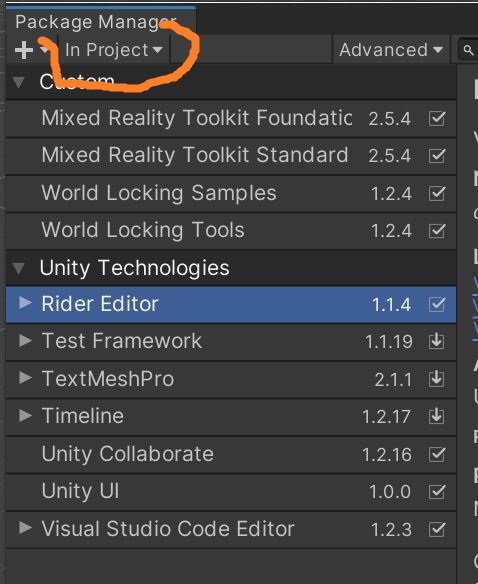 Package Manager
In Project
Advanced
Custom
Mixed Reality Toolkit Foundatic 2.5.4
Mixed Reality Toolkit Standard 2.5.4
World Locking Samples 1.2.4
World Locking Tools 1.2.4
Unity Technologies
Rider Editor 1.1.4
Test Framework 1.1.19
TextMeshPro 2.1.1
Timeline 1.2.17
Unity Collaborate 1.2.16
Unity UI 1.0.0
Visual Studio Code Editor 1.2.3